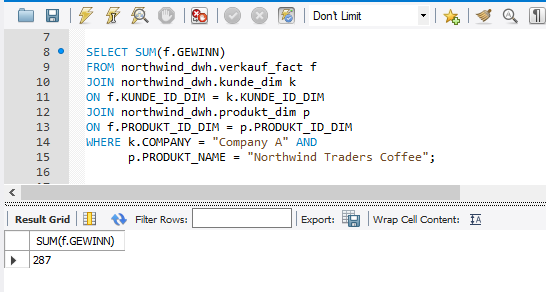 Don't Limit
7
8 SELECT SUM(f.GEWINN)
9 FROM northwind_dwh.verkauf_fact f
10 JOIN northwind_dwh.kunde_dim k
11 ON f.KUNDE_ID_DIM = k.KUNDE_ID_DIM
12 JOIN northwind_dwh.produkt_dim p
13 ON f.PRODUKT_ID_DIM = p.PRODUKT_ID_DIM
14 WHERE k.COMPANY = "Company A" AND
15 p.PRODUKT_NAME = "Northwind Traders Coffee";
16
Result Grid Filter Rows: Export: Wrap Cell Content: IA
SUM(f.GEWINN)
287